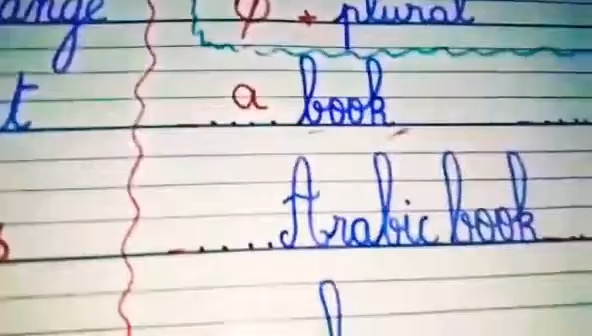 ange φ + plural
t .... a book ....
.... Arabic book ...